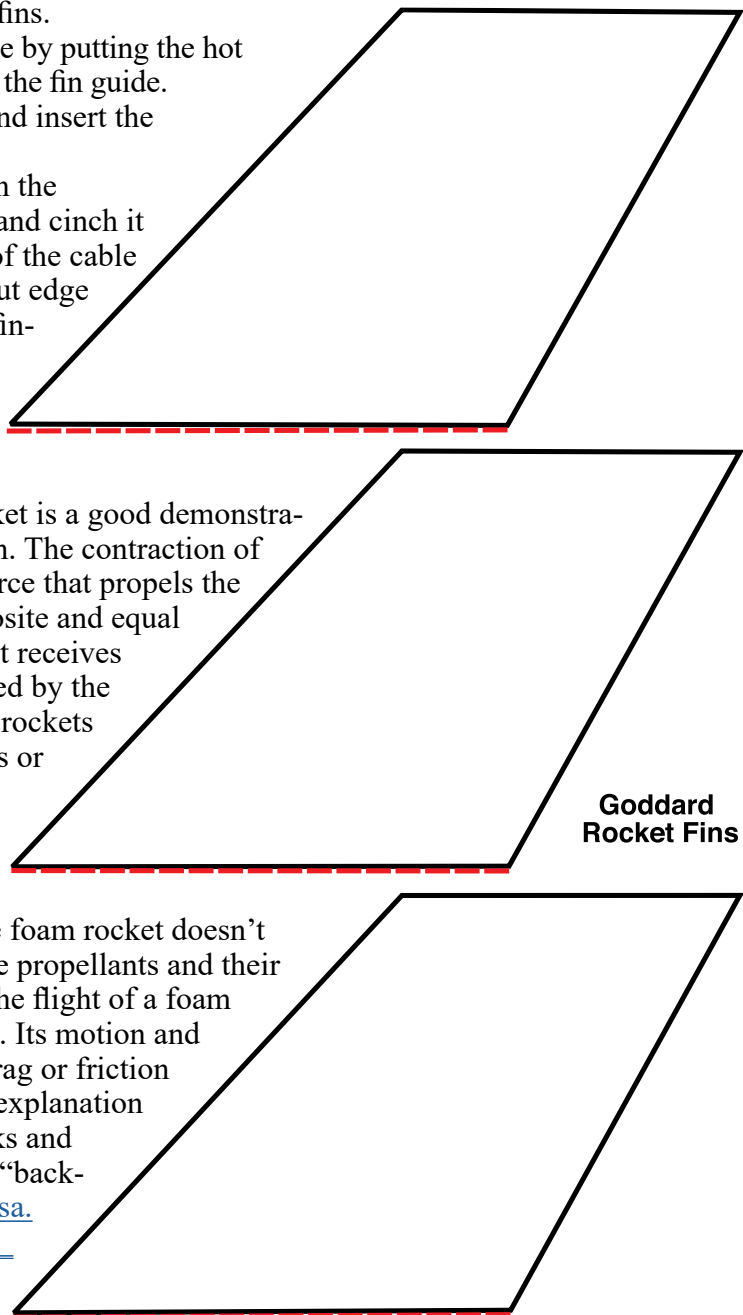 fins.
e by putting the hot
the fin guide.
nd insert the
n the
and cinch it
of the cable
ut edge
fin-
ket is a good demonstra-
n. The contraction of
rce that propels the
osite and equal
t receives
ed by the
rockets
s or
Goddard
Rocket Fins
e foam rocket doesn’t
e propellants and their
he flight of a foam
. Its motion and
rag or friction
explanation
ks and
“back-
sa.